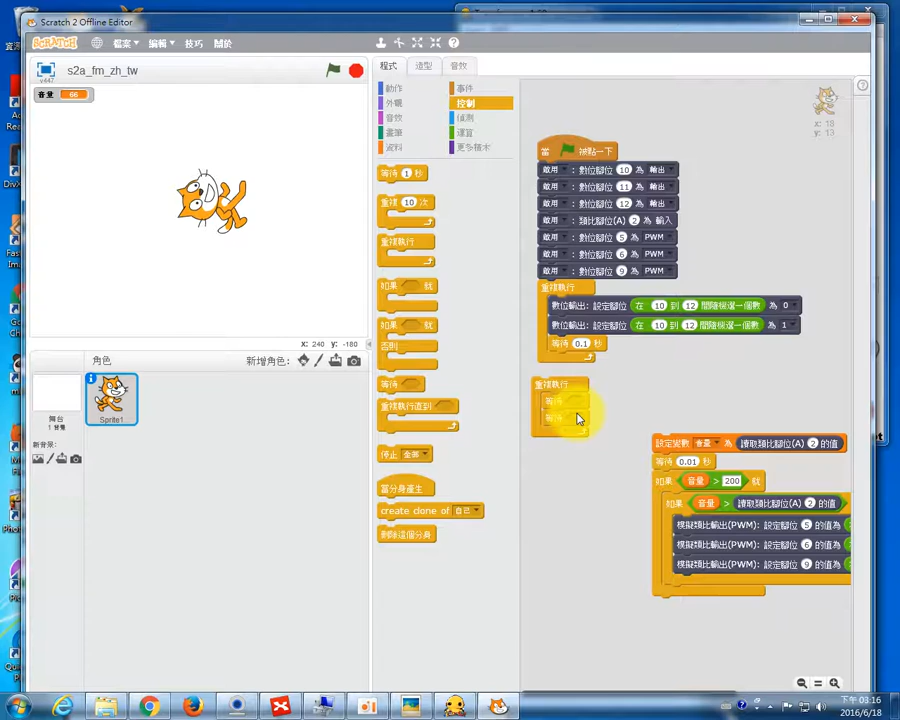 Scratch 2 Offline Editor
SCRATCH 檔案 編輯 技巧 關於
v447 s2a_fm_zh_tw
音量 66
x: 240 y: -180
角色 新增角色:
舞台
1 個背景
新音景:
Sprite1
程式 造型 音效
動作 事件
外觀 控制
音效 偵測
畫筆 運算
資料 更多積木
等待 1 秒
重複 10 次
重複執行
如果 就
如果 就
否則
等待
重複執行直到
停止 全部
當分身產生
create clone of 自己
刪除這個分身
x: 18
y: 13
當 被點一下
啟用 : 數位腳位 10 為 輸出
啟用 : 數位腳位 11 為 輸出
啟用 : 數位腳位 12 為 輸出
啟用 : 類比腳位(A) 2 為 輸入
啟用 : 數位腳位 5 為 PWM
啟用 : 數位腳位 6 為 PWM
啟用 : 數位腳位 9 為 PWM
重複執行
數位輸出: 設定腳位 在 10 到 12 間隨機選一個數 為 0
數位輸出: 設定腳位 在 10 到 12 間隨機選一個數 為 1
等待 0.1 秒
重複執行
等待
等待
設定變數 音量 為 讀取類比腳位(A) 2 的值
等待 0.01 秒
如果 音量 > 200 就
如果 音量 > 讀取類比腳位(A) 2 的值
模擬類比輸出(PWM): 設定腳位 5 的值為
模擬類比輸出(PWM): 設定腳位 6 的值為
模擬類比輸出(PWM): 設定腳位 9 的值為
下午 03:16
2016/6/18